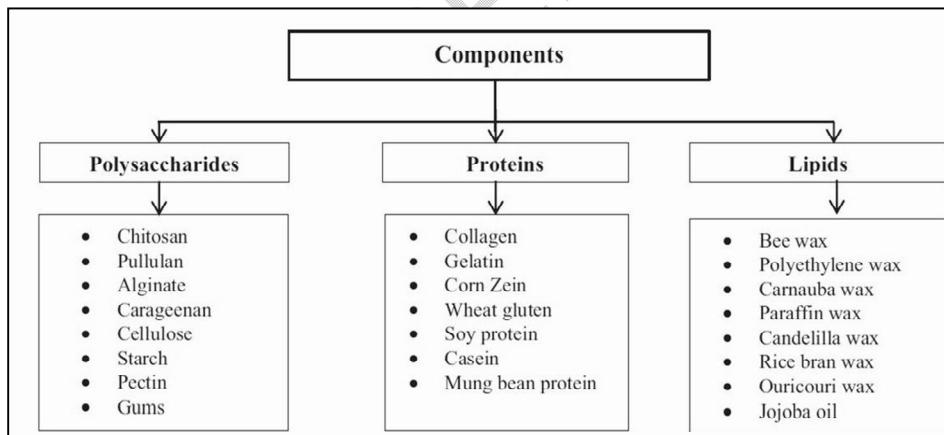 Components
Polysaccharides
Proteins
Lipids
• Chitosan
• Pullulan
• Alginate
• Carageenan
• Cellulose
• Starch
• Pectin
• Gums
• Collagen
• Gelatin
• Corn Zein
• Wheat gluten
• Soy protein
• Casein
• Mung bean protein
• Bee wax
• Polyethylene wax
• Carnauba wax
• Paraffin wax
• Candelilla wax
• Rice bran wax
• Ouricouri wax
• Jojoba oil